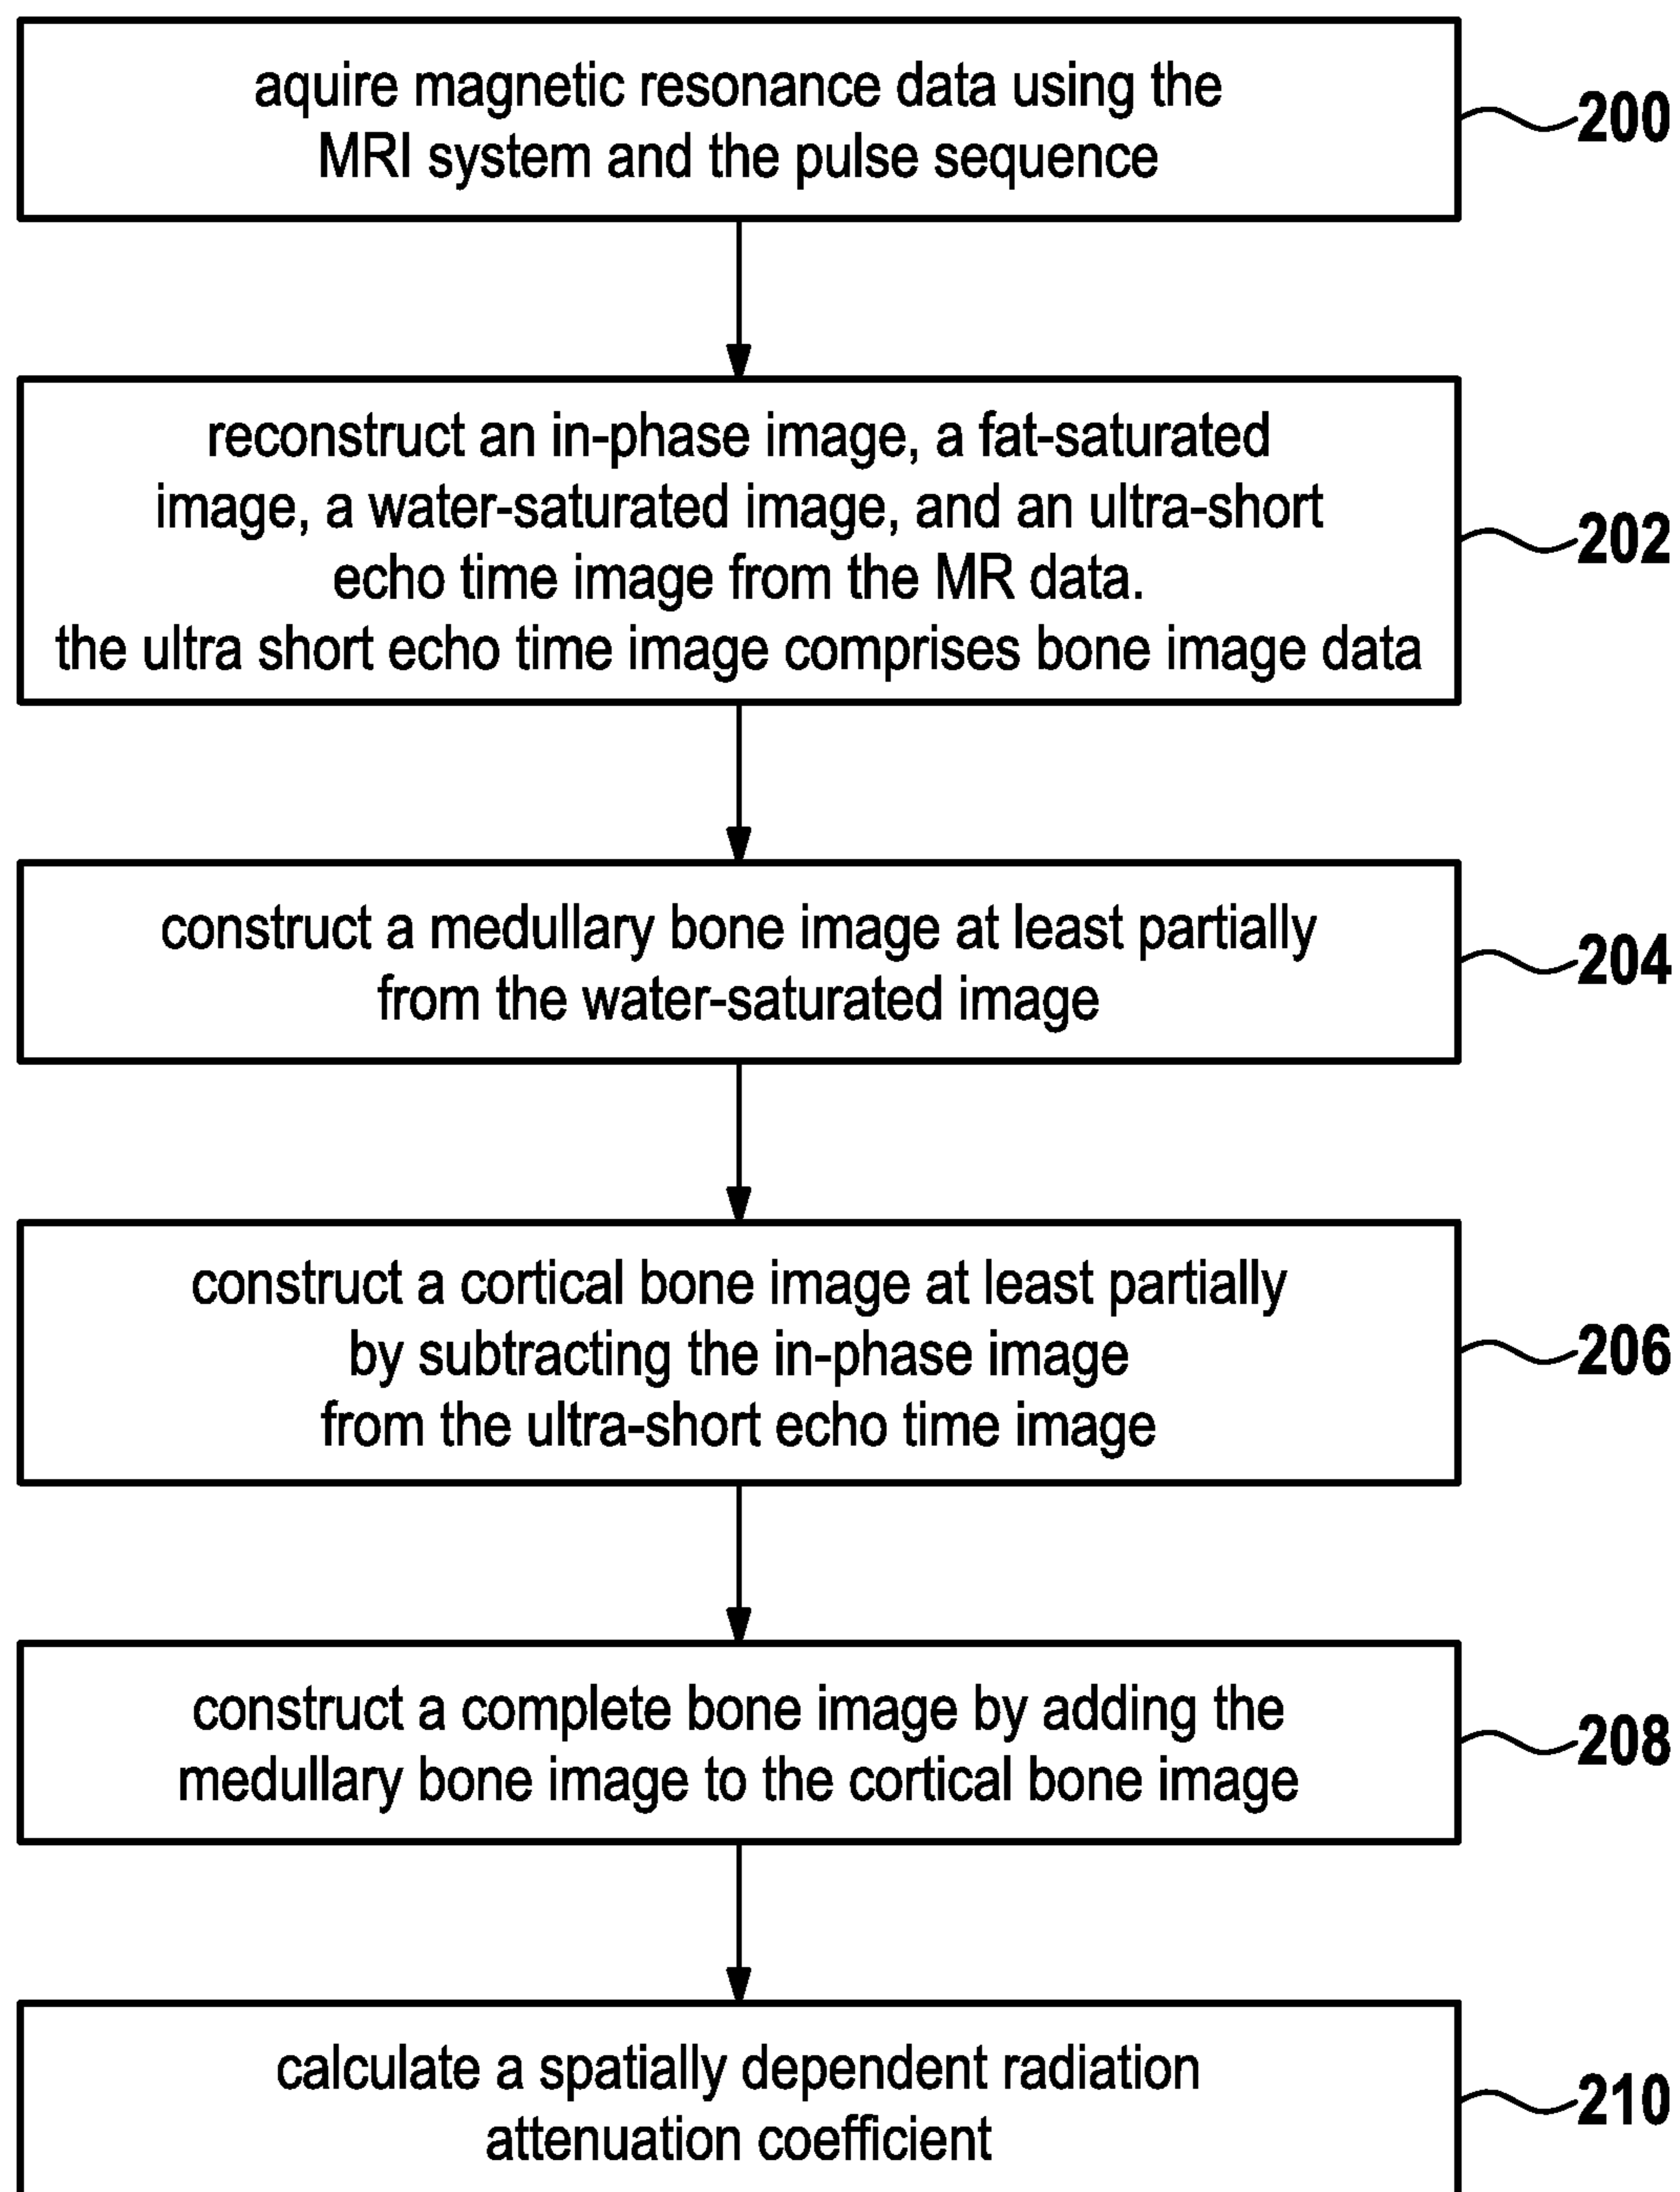 aquire magnetic resonance data using the
MRI system and the pulse sequence
200
reconstruct an in-phase image, a fat-saturated
image, a water-saturated image, and an ultra-short
echo time image from the MR data.
the ultra short echo time image comprises bone image data
202
construct a medullary bone image at least partially
from the water-saturated image
204
construct a cortical bone image at least partially
by subtracting the in-phase image
from the ultra-short echo time image
206
construct a complete bone image by adding the
medullary bone image to the cortical bone image
208
calculate a spatially dependent radiation
attenuation coefficient
210